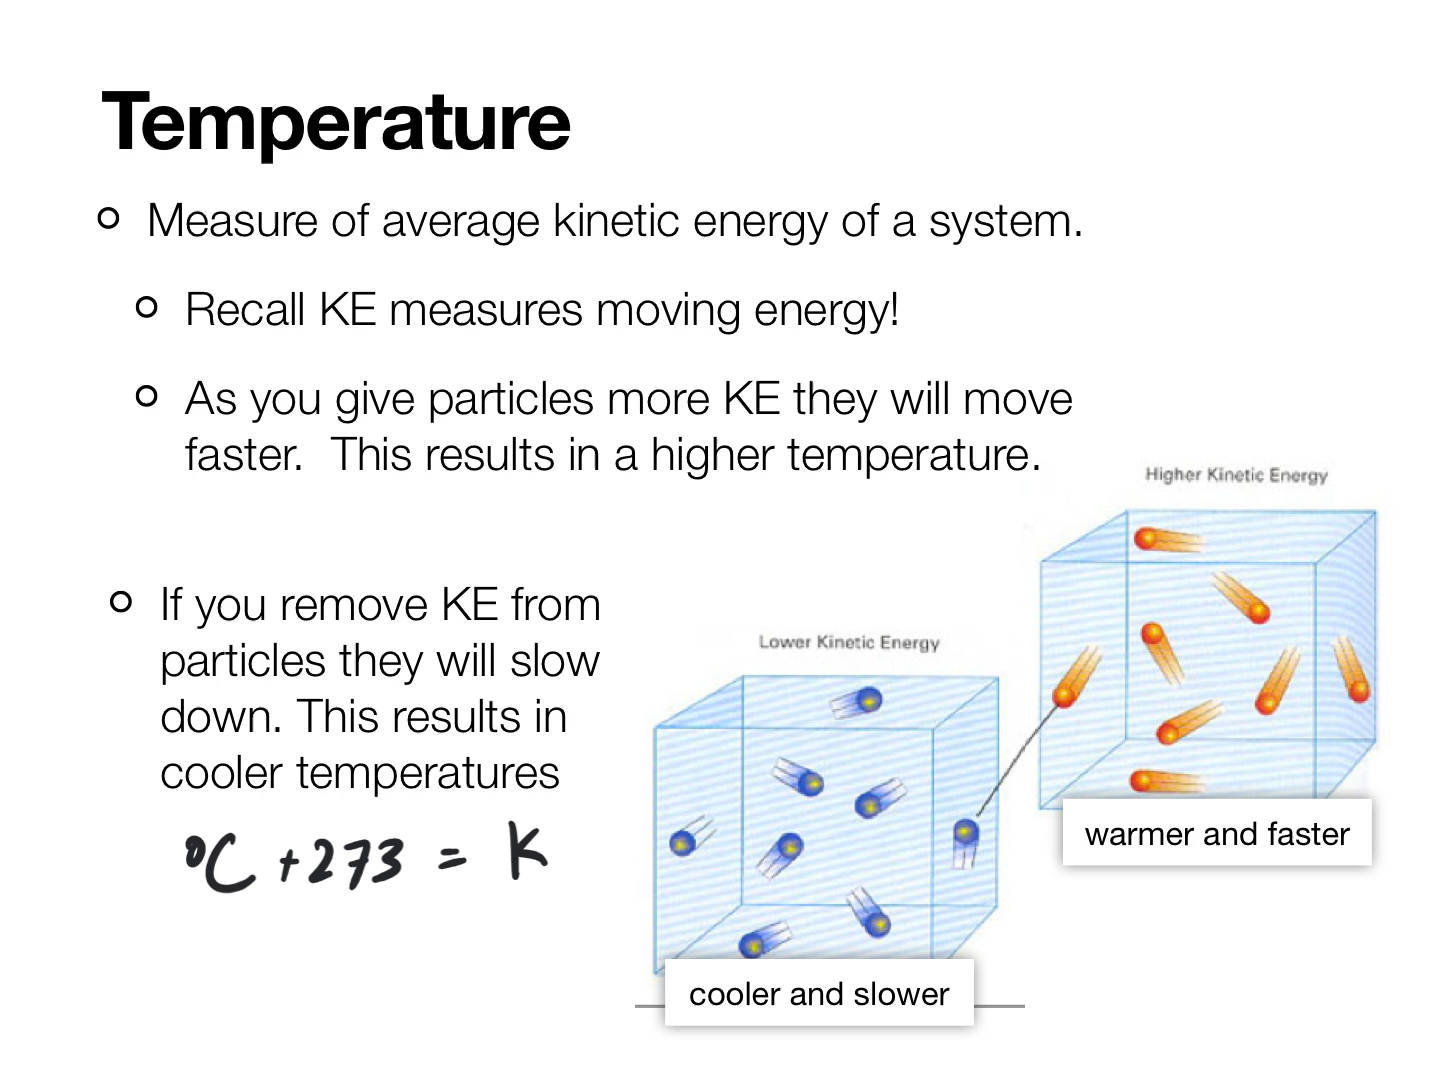 Temperature
Measure of average kinetic energy of a system.
Recall KE measures moving energy!
As you give particles more KE they will move
faster. This results in a higher temperature.
Higher Kinetic Energy
If you remove KE from
particles they will slow
down. This results in
cooler temperatures
Lower Kinetic Energy
°C +273 = K
warmer and faster
cooler and slower